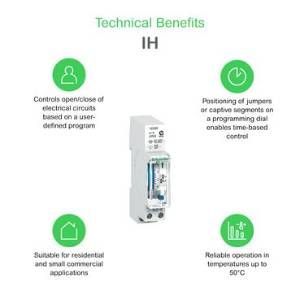 Technical Benefits
IH
Controls open/close of
electrical circuits
based on a user-
defined program
Positioning of jumpers
or captive segments on
a programming dial
enables time-based
control
Suitable for residential
and small commercial
applications
Reliable operation in
temperatures up to
50°C